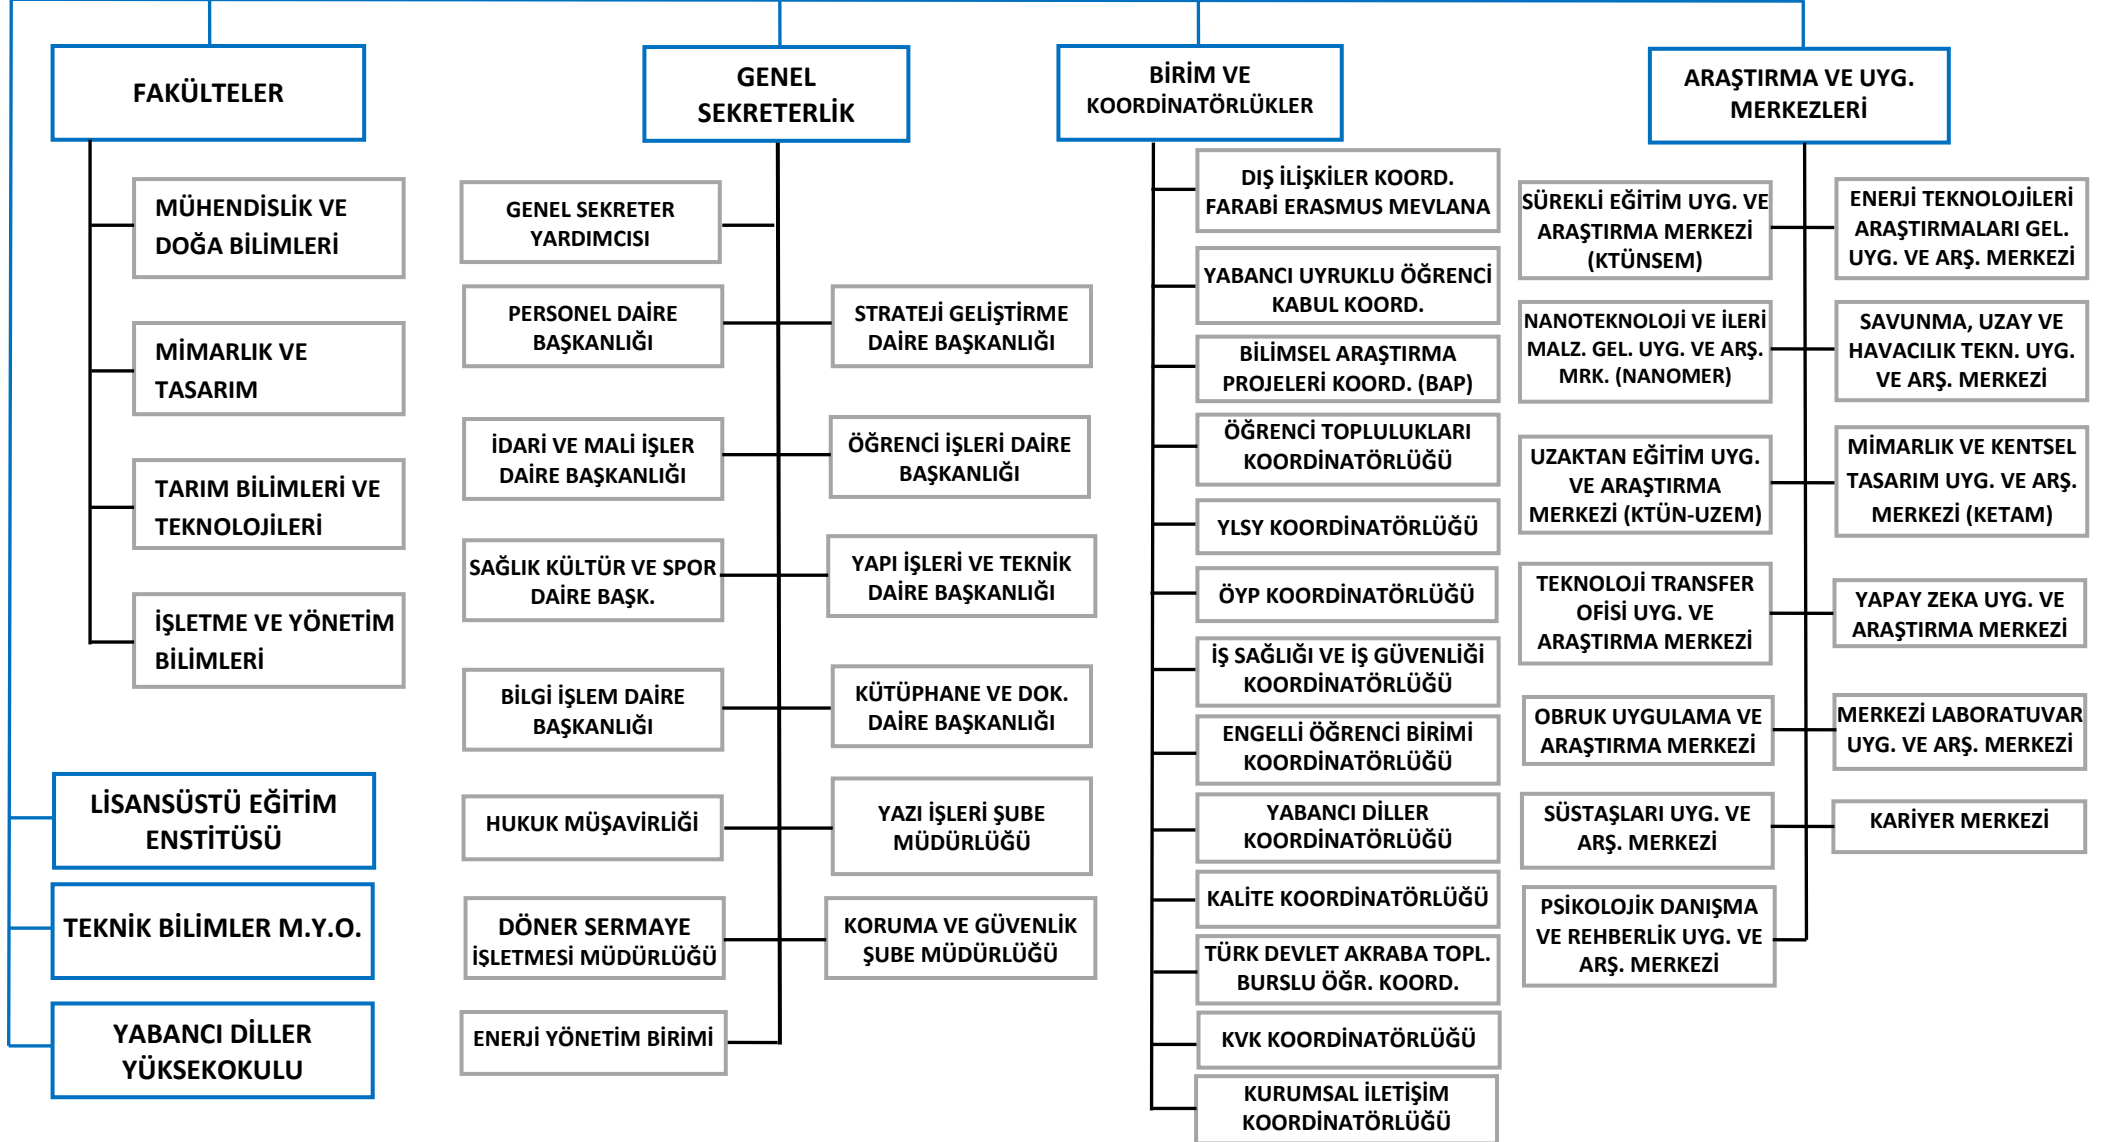 FAKÜLTELER
MÜHENDİSLİK VE
DOĞA BİLİMLERİ
MİMARLIK VE
TASARIM
TARIM BİLİMLERİ VE
TEKNOLOJİLERİ
İŞLETME VE YÖNETİM
BİLİMLERİ
LİSANSÜSTÜ EĞİTİM
ENSTİTÜSÜ
TEKNİK BİLİMLER M.Y.O.
YABANCI DİLLER
YÜKSEKOKULU
GENEL
SEKRETERLİK
GENEL SEKRETER
YARDIMCISI
PERSONEL DAİRE
BAŞKANLIĞI
STRATEJİ GELİŞTİRME
DAİRE BAŞKANLIĞI
İDARİ VE MALİ İŞLER
DAİRE BAŞKANLIĞI
ÖĞRENCİ İŞLERİ DAİRE
BAŞKANLIĞI
SAĞLIK KÜLTÜR VE SPOR
DAİRE BAŞK.
YAPI İŞLERİ VE TEKNİK
DAİRE BAŞKANLIĞI
BİLGİ İŞLEM DAİRE
BAŞKANLIĞI
KÜTÜPHANE VE DOK.
DAİRE BAŞKANLIĞI
HUKUK MÜŞAVİRLİĞİ
YAZI İŞLERİ ŞUBE
MÜDÜRLÜĞÜ
DÖNER SERMAYE
İŞLETMESİ MÜDÜRLÜĞÜ
KORUMA VE GÜVENLİK
ŞUBE MÜDÜRLÜĞÜ
ENERJİ YÖNETİM BİRİMİ
BİRİM VE
KOORDİNATÖRLÜKLER
DIŞ İLİŞKİLER KOORD.
FARABİ ERASMUS MEVLANA
YABANCI UYRUKLU ÖĞRENCİ
KABUL KOORD.
BİLİMSEL ARAŞTIRMA
PROJELERİ KOORD. (BAP)
ÖĞRENCİ TOPLULUKLARI
KOORDİNATÖRLÜĞÜ
YLSY KOORDİNATÖRLÜĞÜ
ÖYP KOORDİNATÖRLÜĞÜ
İŞ SAĞLIĞI VE İŞ GÜVENLİĞİ
KOORDİNATÖRLÜĞÜ
ENGELLİ ÖĞRENCİ BİRİMİ
KOORDİNATÖRLÜĞÜ
YABANCI DİLLER
KOORDİNATÖRLÜĞÜ
KALİTE KOORDİNATÖRLÜĞÜ
TÜRK DEVLET AKRABA TOPL.
BURSLU ÖĞR. KOORD.
KVK KOORDİNATÖRLÜĞÜ
KURUMSAL İLETİŞİM
KOORDİNATÖRLÜĞÜ
ARAŞTIRMA VE UYG.
MERKEZLERİ
SÜREKLİ EĞİTİM UYG. VE
ARAŞTIRMA MERKEZİ
(KTÜNSEM)
ENERJİ TEKNOLOJİLERİ
ARAŞTIRMALARI GEL.
UYG. VE ARŞ. MERKEZİ
NANOTEKNOLOJİ VE İLERİ
MALZ. GEL. UYG. VE ARŞ.
MRK. (NANOMER)
SAVUNMA, UZAY VE
HAVACILIK TEKN. UYG.
VE ARŞ. MERKEZİ
UZAKTAN EĞİTİM UYG.
VE ARAŞTIRMA
MERKEZİ (KTÜN-UZEM)
MİMARLIK VE KENTSEL
TASARIM UYG. VE ARŞ.
MERKEZİ (KETAM)
TEKNOLOJİ TRANSFER
OFİSİ UYG. VE
ARAŞTIRMA MERKEZİ
YAPAY ZEKA UYG. VE
ARAŞTIRMA MERKEZİ
OBRUK UYGULAMA VE
ARAŞTIRMA MERKEZİ
MERKEZİ LABORATUVAR
UYG. VE ARŞ. MERKEZİ
SÜSTAŞLARI UYG. VE
ARŞ. MERKEZİ
KARİYER MERKEZİ
PSİKOLOJİK DANIŞMA
VE REHBERLİK UYG. VE
ARŞ. MERKEZİ